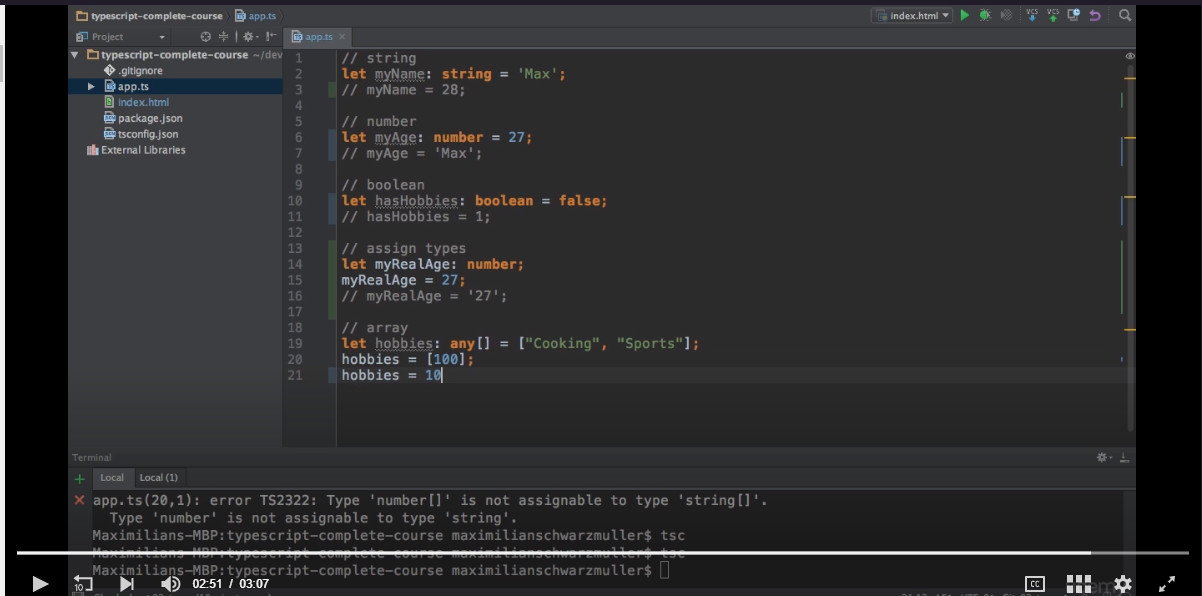 typescript-complete-course app.ts index.html VCS VCS
Project app.ts
typescript-complete-course ~/dev
.gitignore
app.ts
index.html
package.json
tsconfig.json
External Libraries
1 // string
2 let myName: string = 'Max';
3 // myName = 28;
4
5 // number
6 let myAge: number = 27;
7 // myAge = 'Max';
8
9 // boolean
10 let hasHobbies: boolean = false;
11 // hasHobbies = 1;
12
13 // assign types
14 let myRealAge: number;
15 myRealAge = 27;
16 // myRealAge = '27';
17
18 // array
19 let hobbies: any[] = ["Cooking", "Sports"];
20 hobbies = [100];
21 hobbies = 10
Terminal
Local Local (1)
app.ts(20,1): error TS2322: Type 'number[]' is not assignable to type 'string[]'.
Type 'number' is not assignable to type 'string'.
Maximilians-MBP:typescript-complete-course maximilianschwarzmuller$ tsc
Maximilians-MBP:typescript-complete-course maximilianschwarzmuller$ tsc
Maximilians-MBP:typescript-complete-course maximilianschwarzmuller$
10 02:51 / 03:07 CC